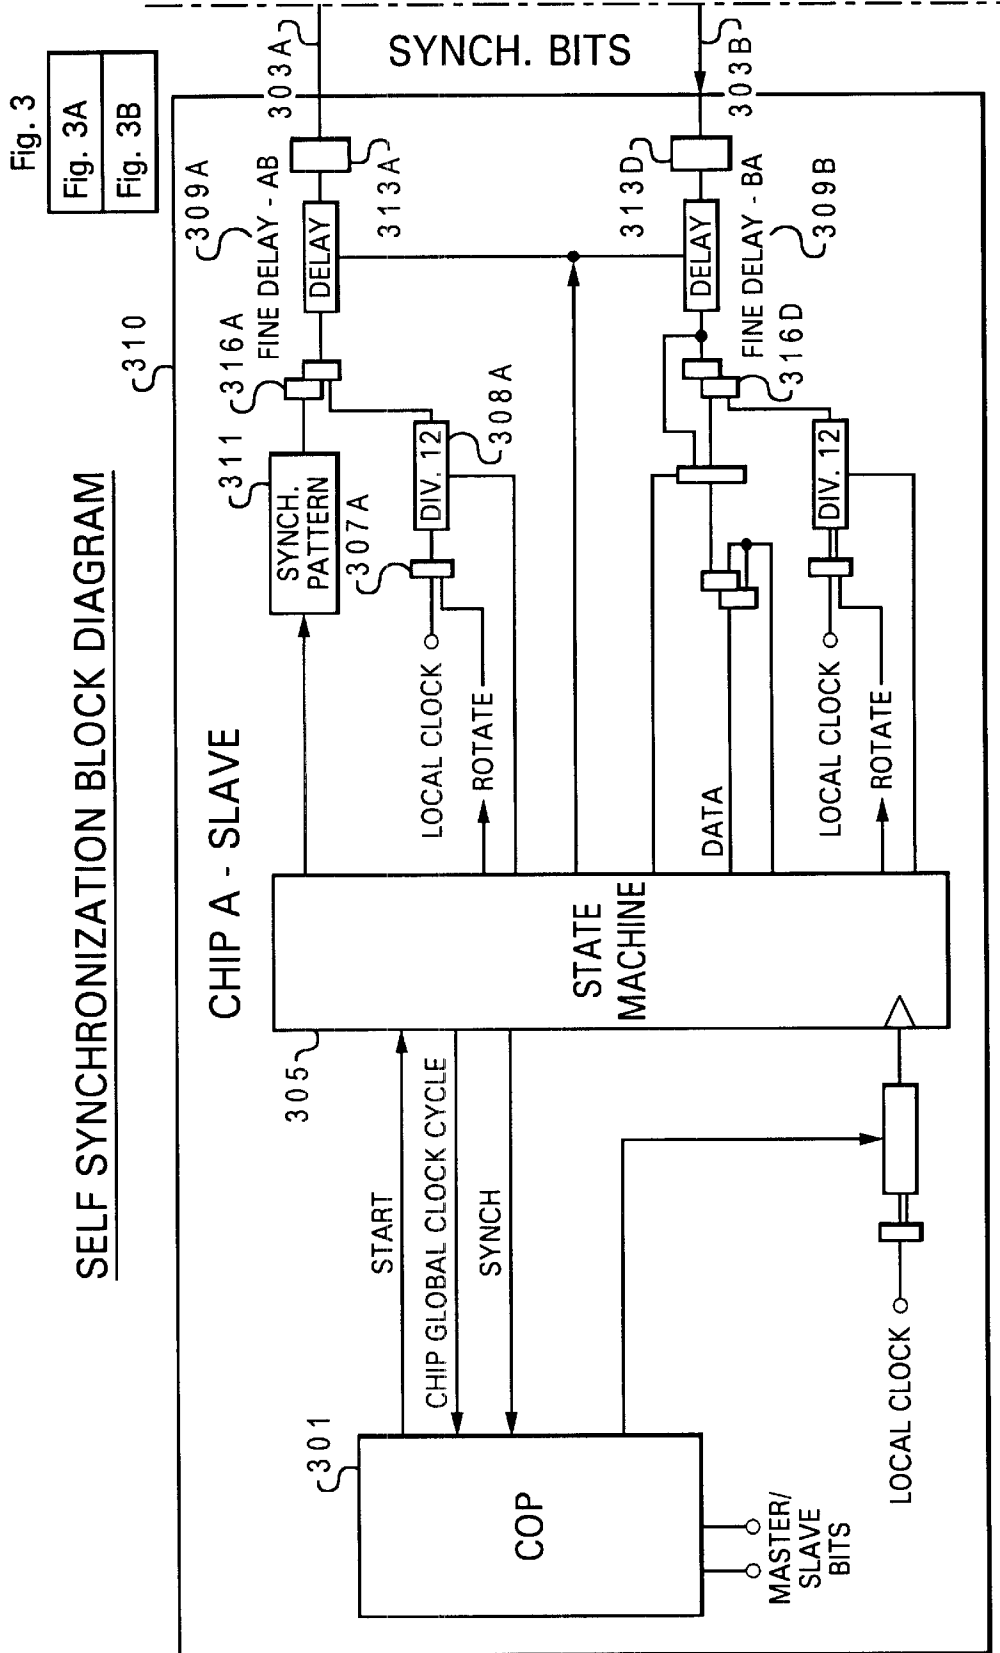 Fig. 3
Fig. 3A
Fig. 3B
SELF SYNCHRONIZATION BLOCK DIAGRAM
CHIP A - SLAVE
310
SYNCH. BITS
303A
303B
313A
313D
309A
FINE DELAY - AB
DELAY
DELAY
FINE DELAY - BA
309B
316A
316D
311
SYNCH.
PATTERN
307A
308A
DIV. 12
LOCAL CLOCK
ROTATE
DATA
DIV. 12
LOCAL CLOCK
ROTATE
STATE
MACHINE
305
START
CHIP GLOBAL CLOCK CYCLE
SYNCH
301
COP
MASTER/
SLAVE
BITS
LOCAL CLOCK